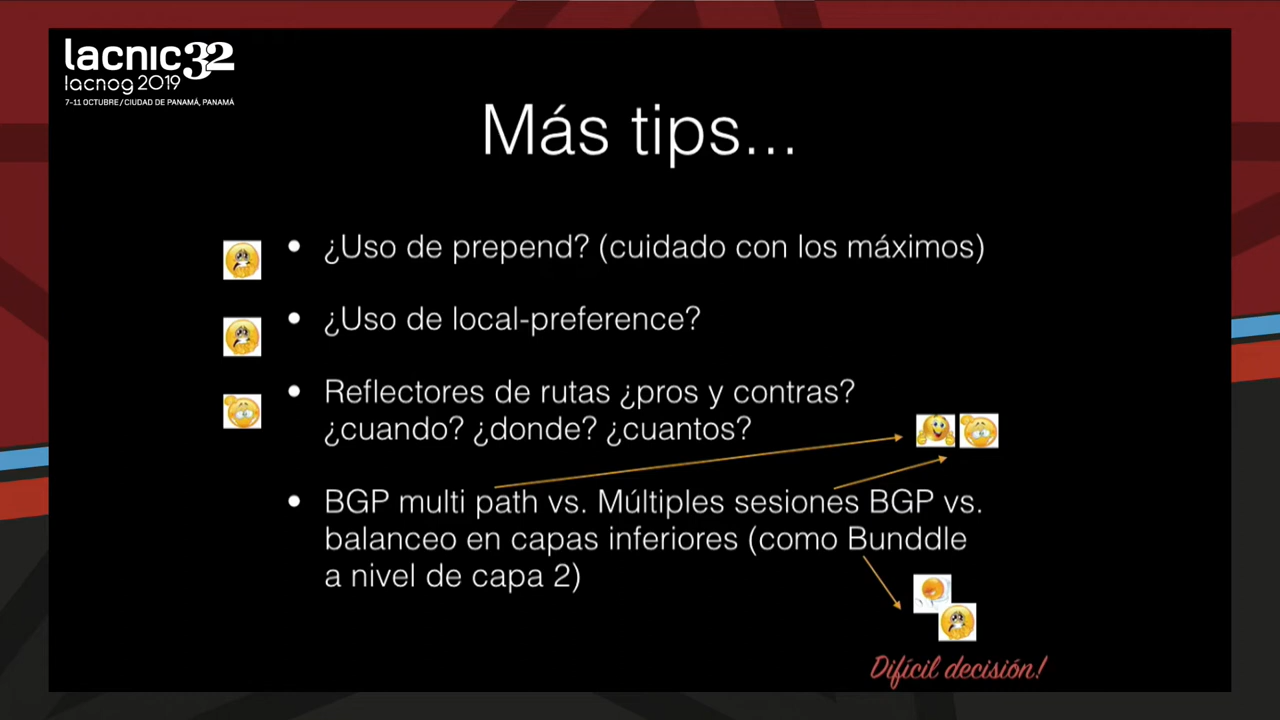 lacnic 32
lacnog 2019
7-11 OCTUBRE / CIUDAD DE PANAMÁ, PANAMÁ
Más tips...
• ¿Uso de prepend? (cuidado con los máximos)
• ¿Uso de local-preference?
• Reflectores de rutas ¿pros y contras?
¿cuando? ¿donde? ¿cuantos?
• BGP multi path vs. Múltiples sesiones BGP vs.
balanceo en capas inferiores (como Bunddle
a nivel de capa 2)
Difícil decisión!